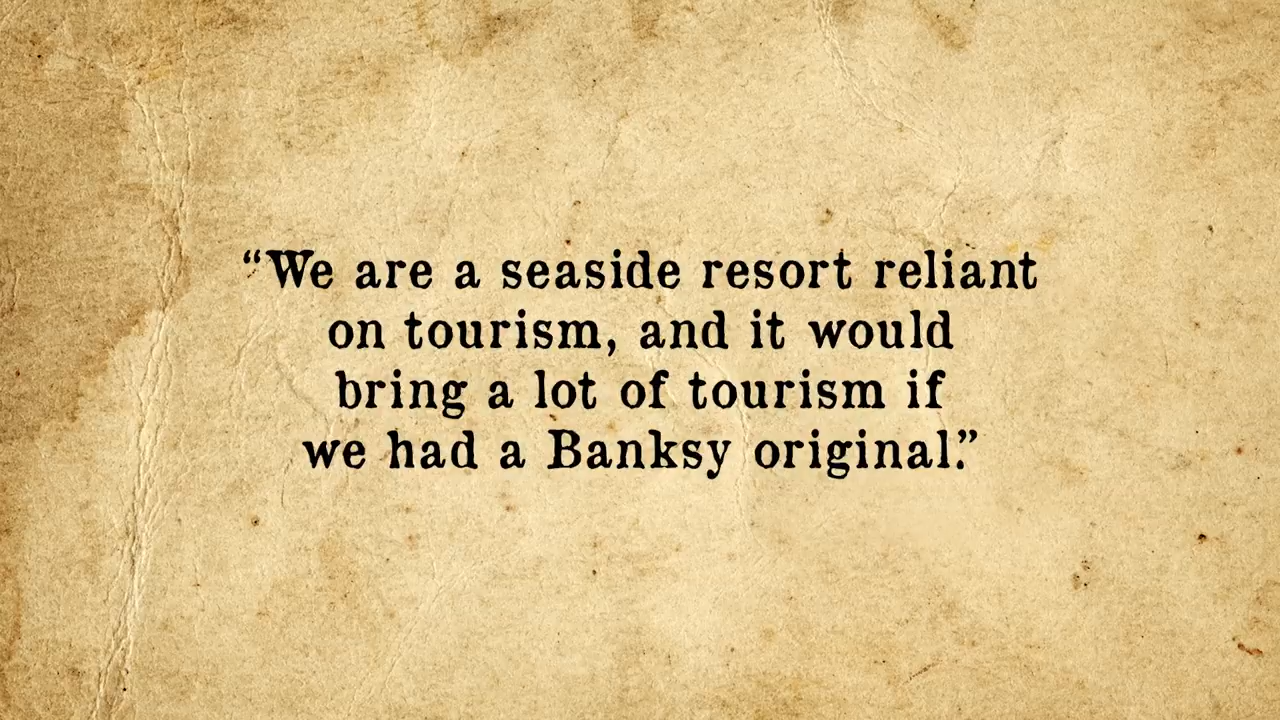 “We are a seaside resort reliant
on tourism, and it would
bring a lot of tourism if
we had a Banksy original.”